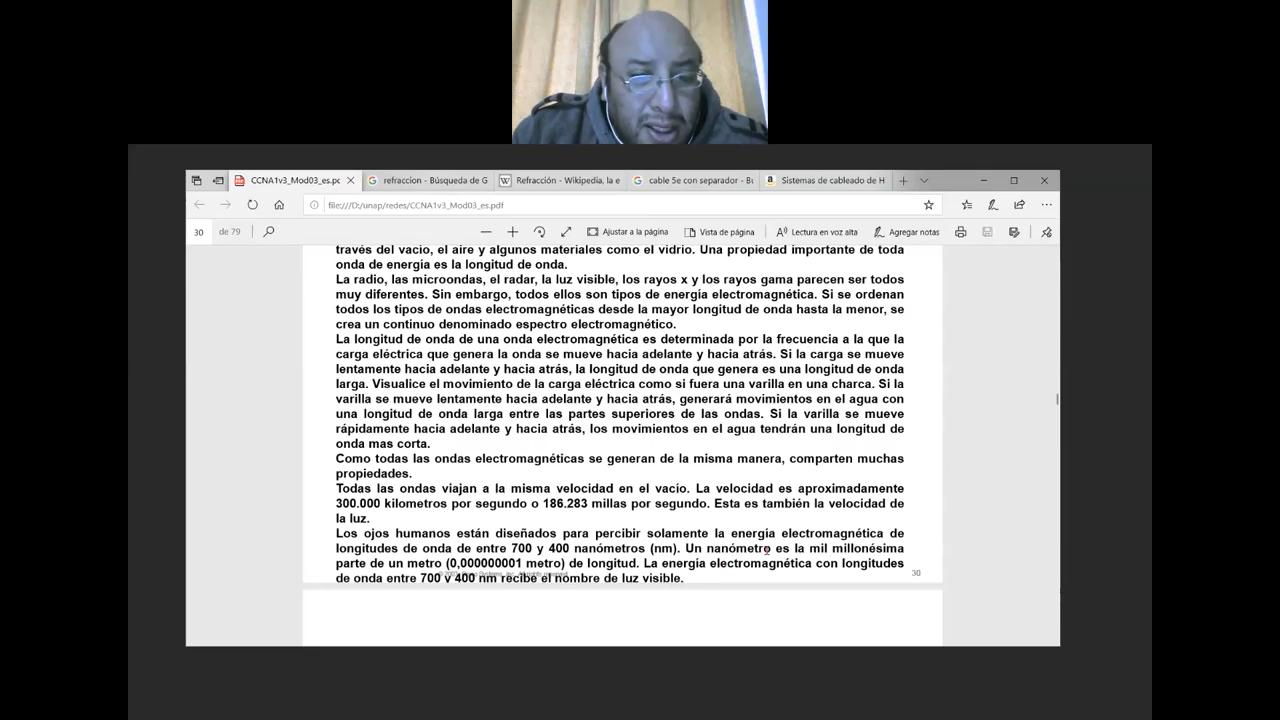 CCNA1v3_Mod03_es.pc
refraccion - Búsqueda de G
Refracción - Wikipedia, la e
cable 5e con separador - Bu
Sistemas de cableado de H
file:///D:/unap/redes/CCNA1v3_Mod03_es.pdf
30 de 79
Ajustar a la página
Vista de página
Lectura en voz alta
Agregar notas
través del vacío, el aire y algunos materiales como el vidrio. Una propiedad importante de toda
onda de energía es la longitud de onda.
La radio, las microondas, el radar, la luz visible, los rayos x y los rayos gama parecen ser todos
muy diferentes. Sin embargo, todos ellos son tipos de energía electromagnética. Si se ordenan
todos los tipos de ondas electromagnéticas desde la mayor longitud de onda hasta la menor, se
crea un continuo denominado espectro electromagnético.
La longitud de onda de una onda electromagnética es determinada por la frecuencia a la que la
carga eléctrica que genera la onda se mueve hacia adelante y hacia atrás. Si la carga se mueve
lentamente hacia adelante y hacia atrás, la longitud de onda que genera es una longitud de onda
larga. Visualice el movimiento de la carga eléctrica como si fuera una varilla en una charca. Si la
varilla se mueve lentamente hacia adelante y hacia atrás, generará movimientos en el agua con
una longitud de onda larga entre las partes superiores de las ondas. Si la varilla se mueve
rápidamente hacia adelante y hacia atrás, los movimientos en el agua tendrán una longitud de
onda mas corta.
Como todas las ondas electromagnéticas se generan de la misma manera, comparten muchas
propiedades.
Todas las ondas viajan a la misma velocidad en el vacío. La velocidad es aproximadamente
300.000 kilometros por segundo o 186.283 millas por segundo. Esta es también la velocidad de
la luz.
Los ojos humanos están diseñados para percibir solamente la energía electromagnética de
longitudes de onda de entre 700 y 400 nanómetros (nm). Un nanómetro es la mil millonésima
parte de un metro (0,000000001 metro) de longitud. La energía electromagnética con longitudes
de onda entre 700 y 400 nm recibe el nombre de luz visible.
30